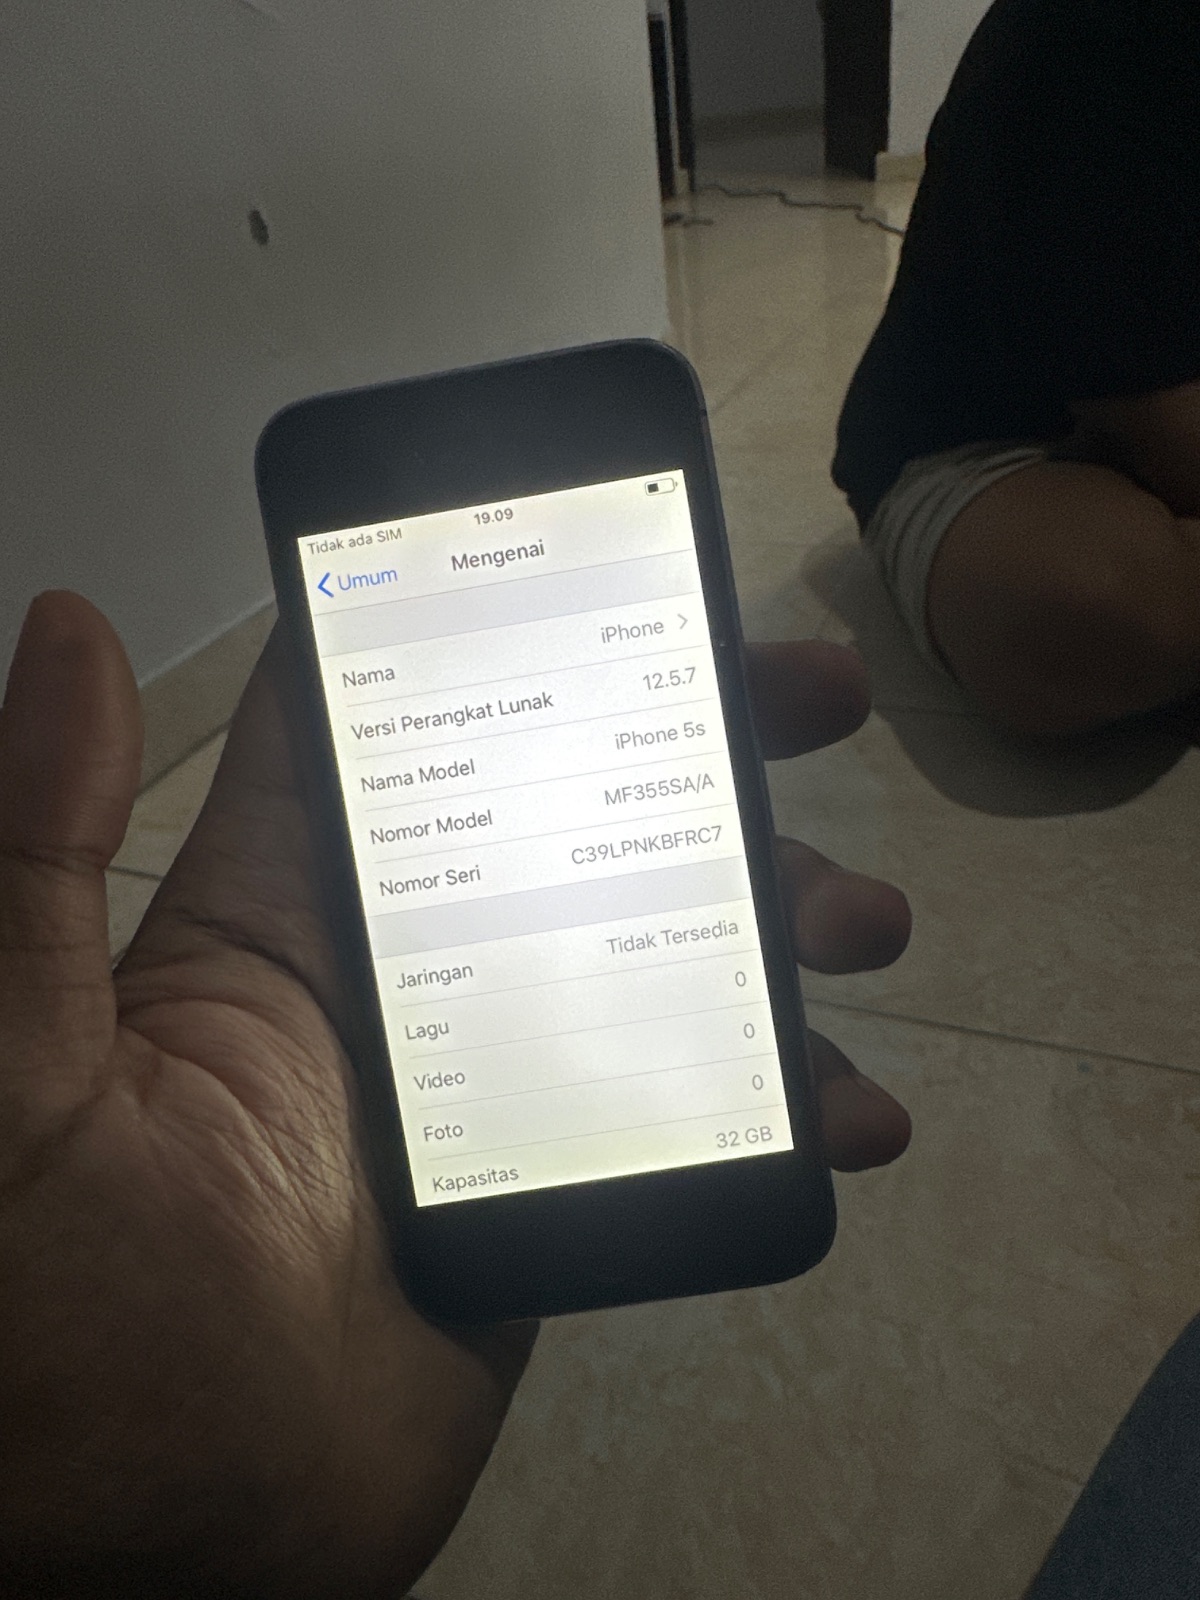 Tidak ada SIM 19.09
Umum Mengenai
Nama iPhone
Versi Perangkat Lunak 12.5.7
Nama Model iPhone 5s
Nomor Model MF355SA/A
Nomor Seri C39LPNKBFRC7
Jaringan Tidak Tersedia
Lagu 0
Video 0
Foto 0
Kapasitas 32 GB